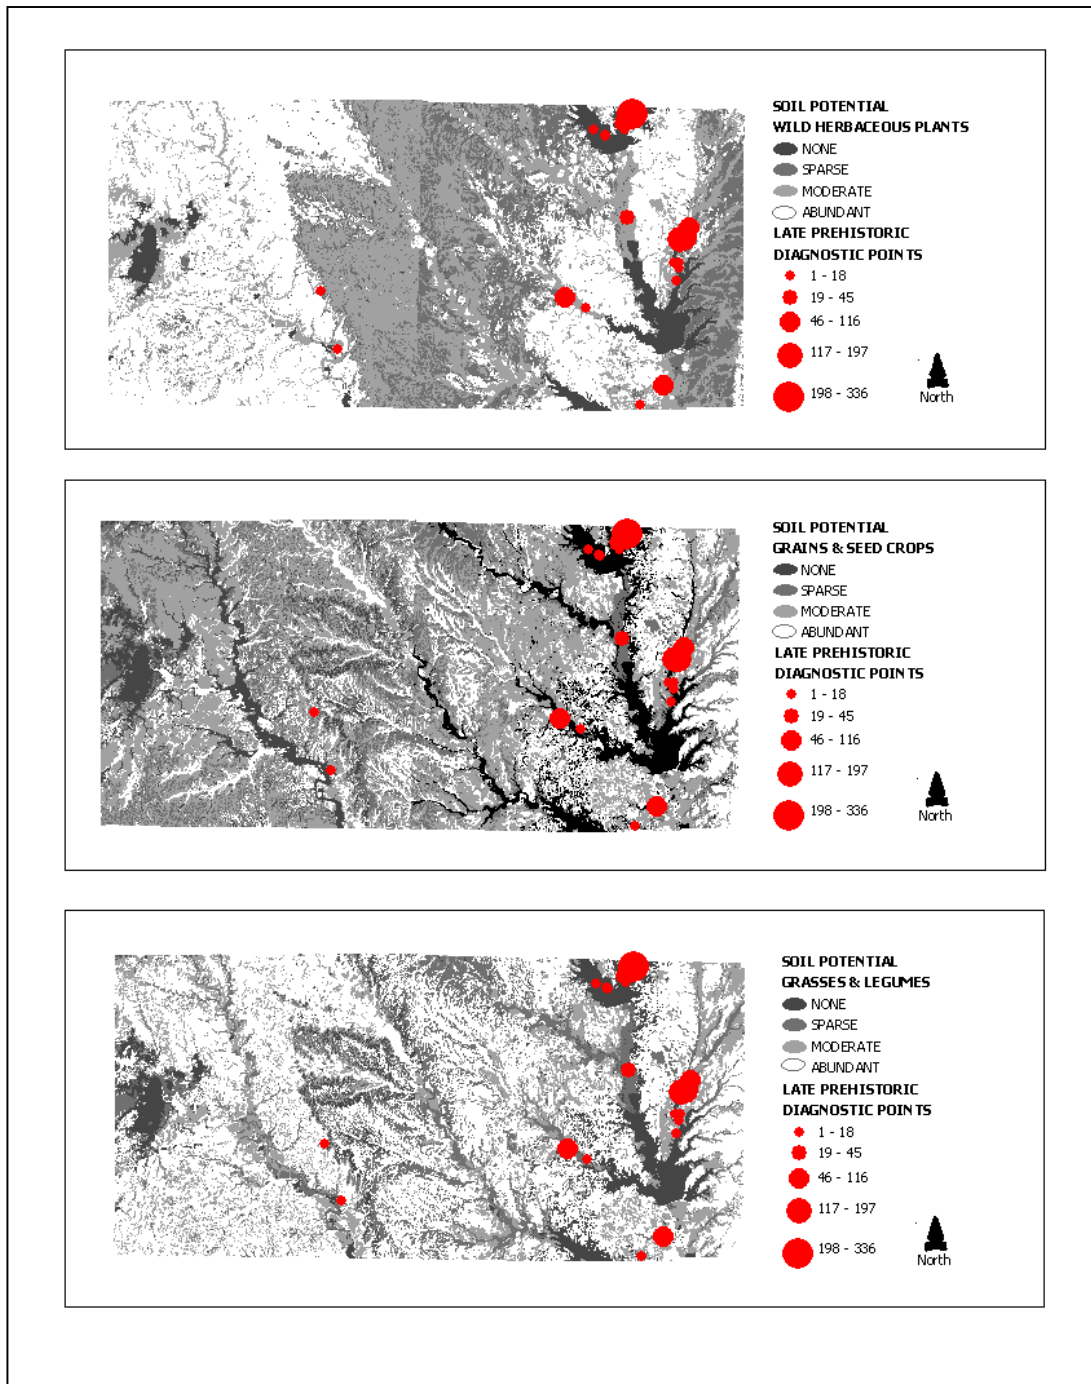 SOIL POTENTIAL
WILD HERBACEOUS PLANTS
NONE
SPARSE
MODERATE
ABUNDANT
LATE PREHISTORIC
DIAGNOSTIC POINTS
1 - 18
19 - 45
46 - 116
117 - 197
198 - 336
North
SOIL POTENTIAL
GRAINS & SEED CROPS
NONE
SPARSE
MODERATE
ABUNDANT
LATE PREHISTORIC
DIAGNOSTIC POINTS
1 - 18
19 - 45
46 - 116
117 - 197
198 - 336
North
SOIL POTENTIAL
GRASSES & LEGUMES
NONE
SPARSE
MODERATE
ABUNDANT
LATE PREHISTORIC
DIAGNOSTIC POINTS
1 - 18
19 - 45
46 - 116
117 - 197
198 - 336
North